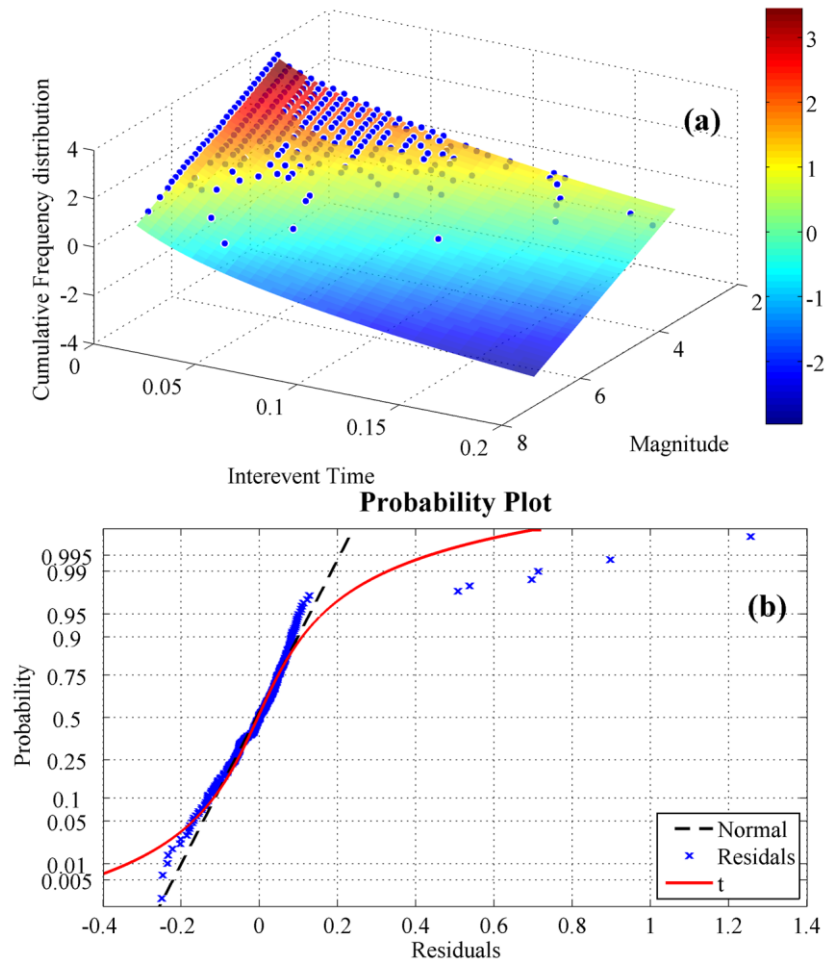 3
2
1
0
-1
-2
(a)
4
2
0
-2
-4
Cumulative Frequency distribution
0
0.05
0.1
0.15
0.2
Interevent Time
8
6
4
2
Magnitude
Probability Plot
0.995
0.99
0.95
0.9
0.75
0.5
0.25
0.1
0.05
0.01
0.005
Probability
(b)
Normal
Residals
t
-0.4 -0.2 0 0.2 0.4 0.6 0.8 1 1.2 1.4
Residuals